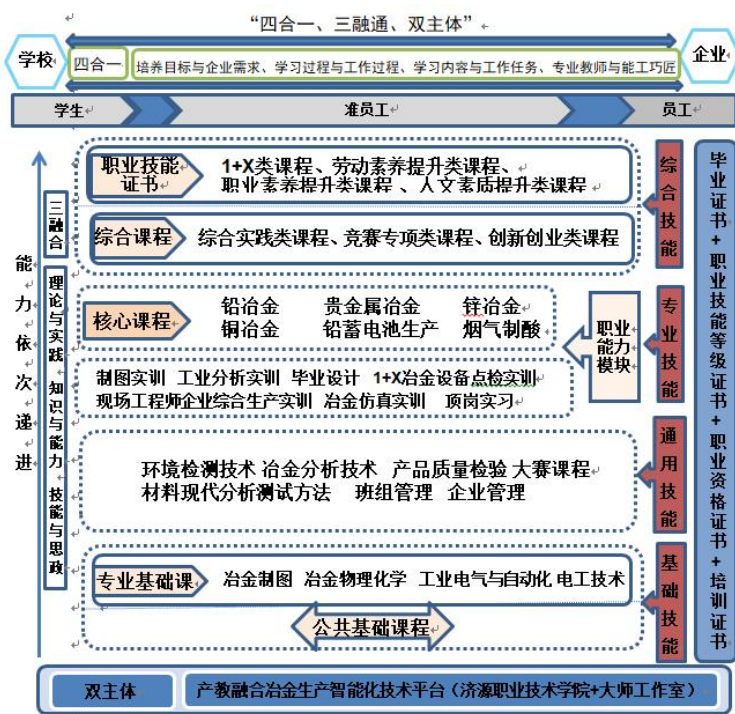 “四合一、三融通、双主体”
学校
四合一
培养目标与企业需求、学习过程与工作过程、学习内容与工作任务、专业教师与能工巧匠
企业
学生
准员工
员工
职业技能
证书
1+X类课程、劳动素养提升类课程、
职业素养提升类课程 、人文素质提升类课程
综合课程
综合实践类课程、竞赛专项类课程、创新创业类课程
综合技能
核心课程
铅冶金 贵金属冶金 锌冶金
铜冶金 铅蓄电池生产 烟气制酸
职业
能力
模块
专业技能
制图实训 工业分析实训 毕业设计 1+X冶金设备点检实训
现场工程师企业综合生产实训 冶金仿真实训 顶岗实习
环境检测技术 冶金分析技术 产品质量检验 大赛课程
材料现代分析测试方法 班组管理 企业管理
通用技能
专业基础课
冶金制图 冶金物理化学 工业电气与自动化 电工技术
公共基础课程
基础技能
能力依次递进
三融合
理论与实践 知识与能力 技能与思政
毕业证书+职业技能等级证书+职业资格证书+培训证书
双主体
产教融合冶金生产智能化技术平台（济源职业技术学院+大师工作室）